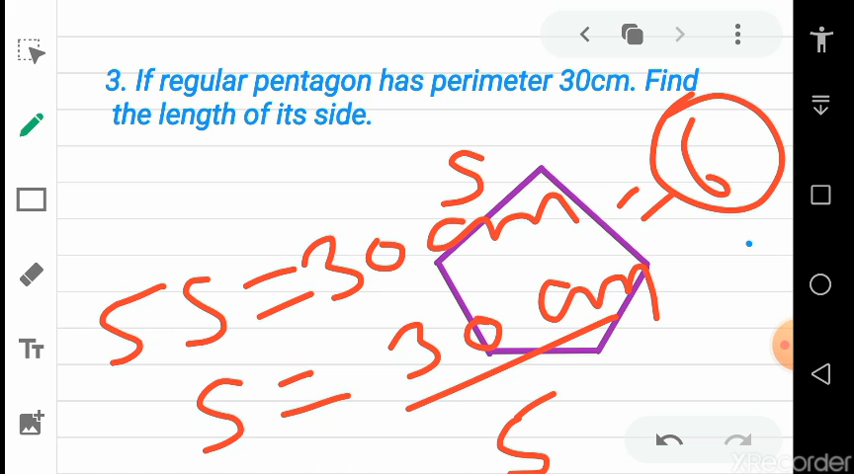 3. If regular pentagon has perimeter 30cm. Find
the length of its side.
S
5S = 30 cm
S = 30 cm
5
= 6
TT
XRecorder